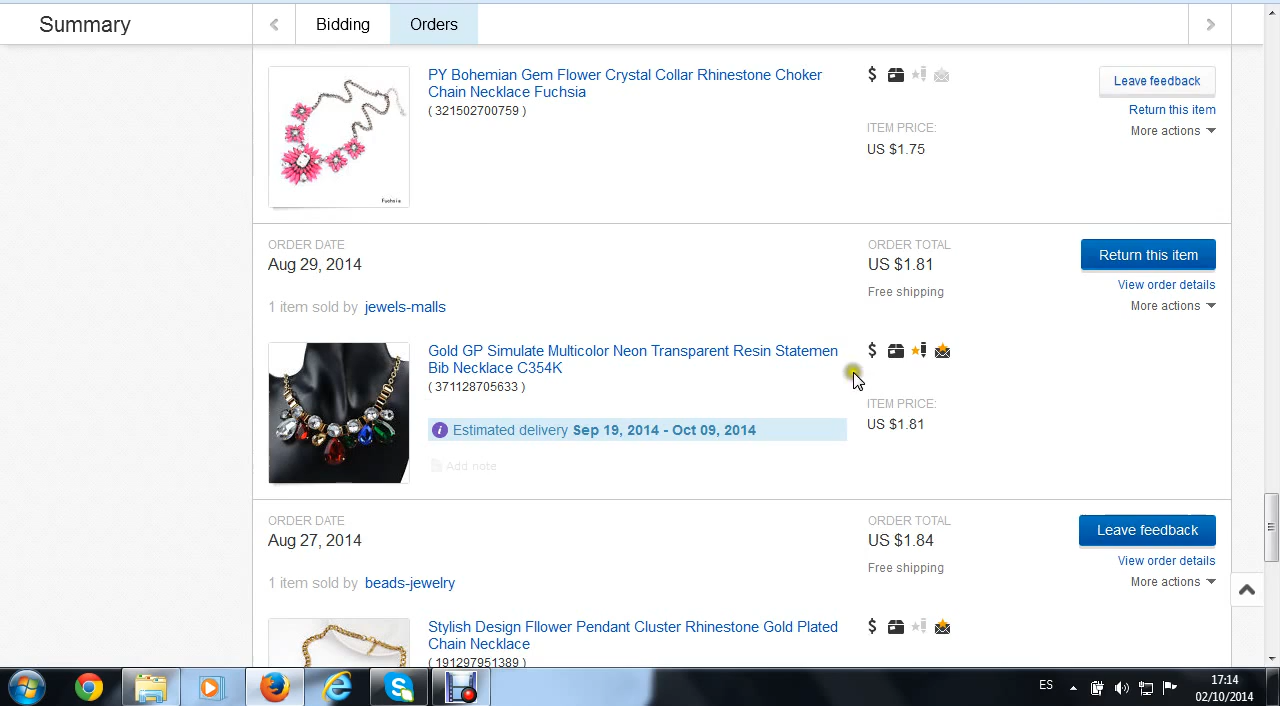 Summary
Bidding
Orders
PY Bohemian Gem Flower Crystal Collar Rhinestone Choker
Chain Necklace Fuchsia
( 321502700759 )
Fuchsia
ITEM PRICE:
US $1.75
Leave feedback
Return this item
More actions
ORDER DATE
Aug 29, 2014
1 item sold by jewels-malls
ORDER TOTAL
US $1.81
Free shipping
Return this item
View order details
More actions
Gold GP Simulate Multicolor Neon Transparent Resin Statemen
Bib Necklace C354K
( 371128705633 )
Estimated delivery Sep 19, 2014 - Oct 09, 2014
Add note
ITEM PRICE:
US $1.81
ORDER DATE
Aug 27, 2014
1 item sold by beads-jewelry
ORDER TOTAL
US $1.84
Free shipping
Leave feedback
View order details
More actions
Stylish Design Fllower Pendant Cluster Rhinestone Gold Plated
Chain Necklace
( 191297951389 )
ES
17:14
02/10/2014